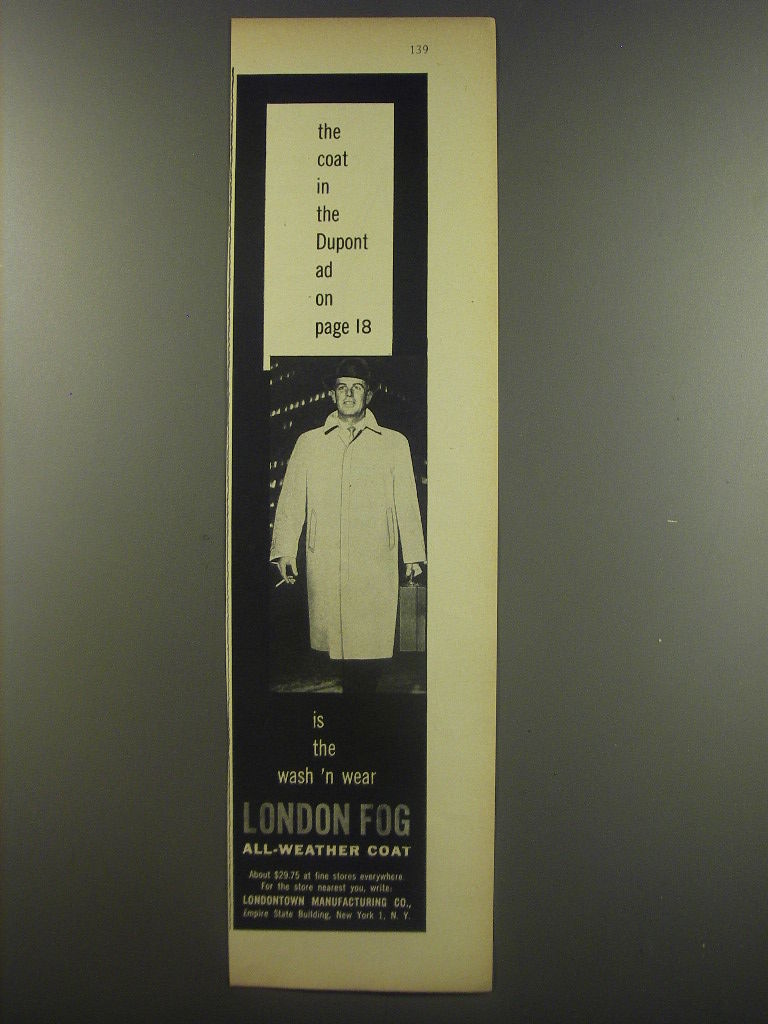 139
the
coat
in
the
Dupont
ad
on
page 18
is
the
wash 'n wear
LONDON FOG
ALL-WEATHER COAT
About $29.75 at fine stores everywhere
For the store nearest you, write:
LONDONTOWN MANUFACTURING CO.,
Empire State Building, New York 1, N. Y.